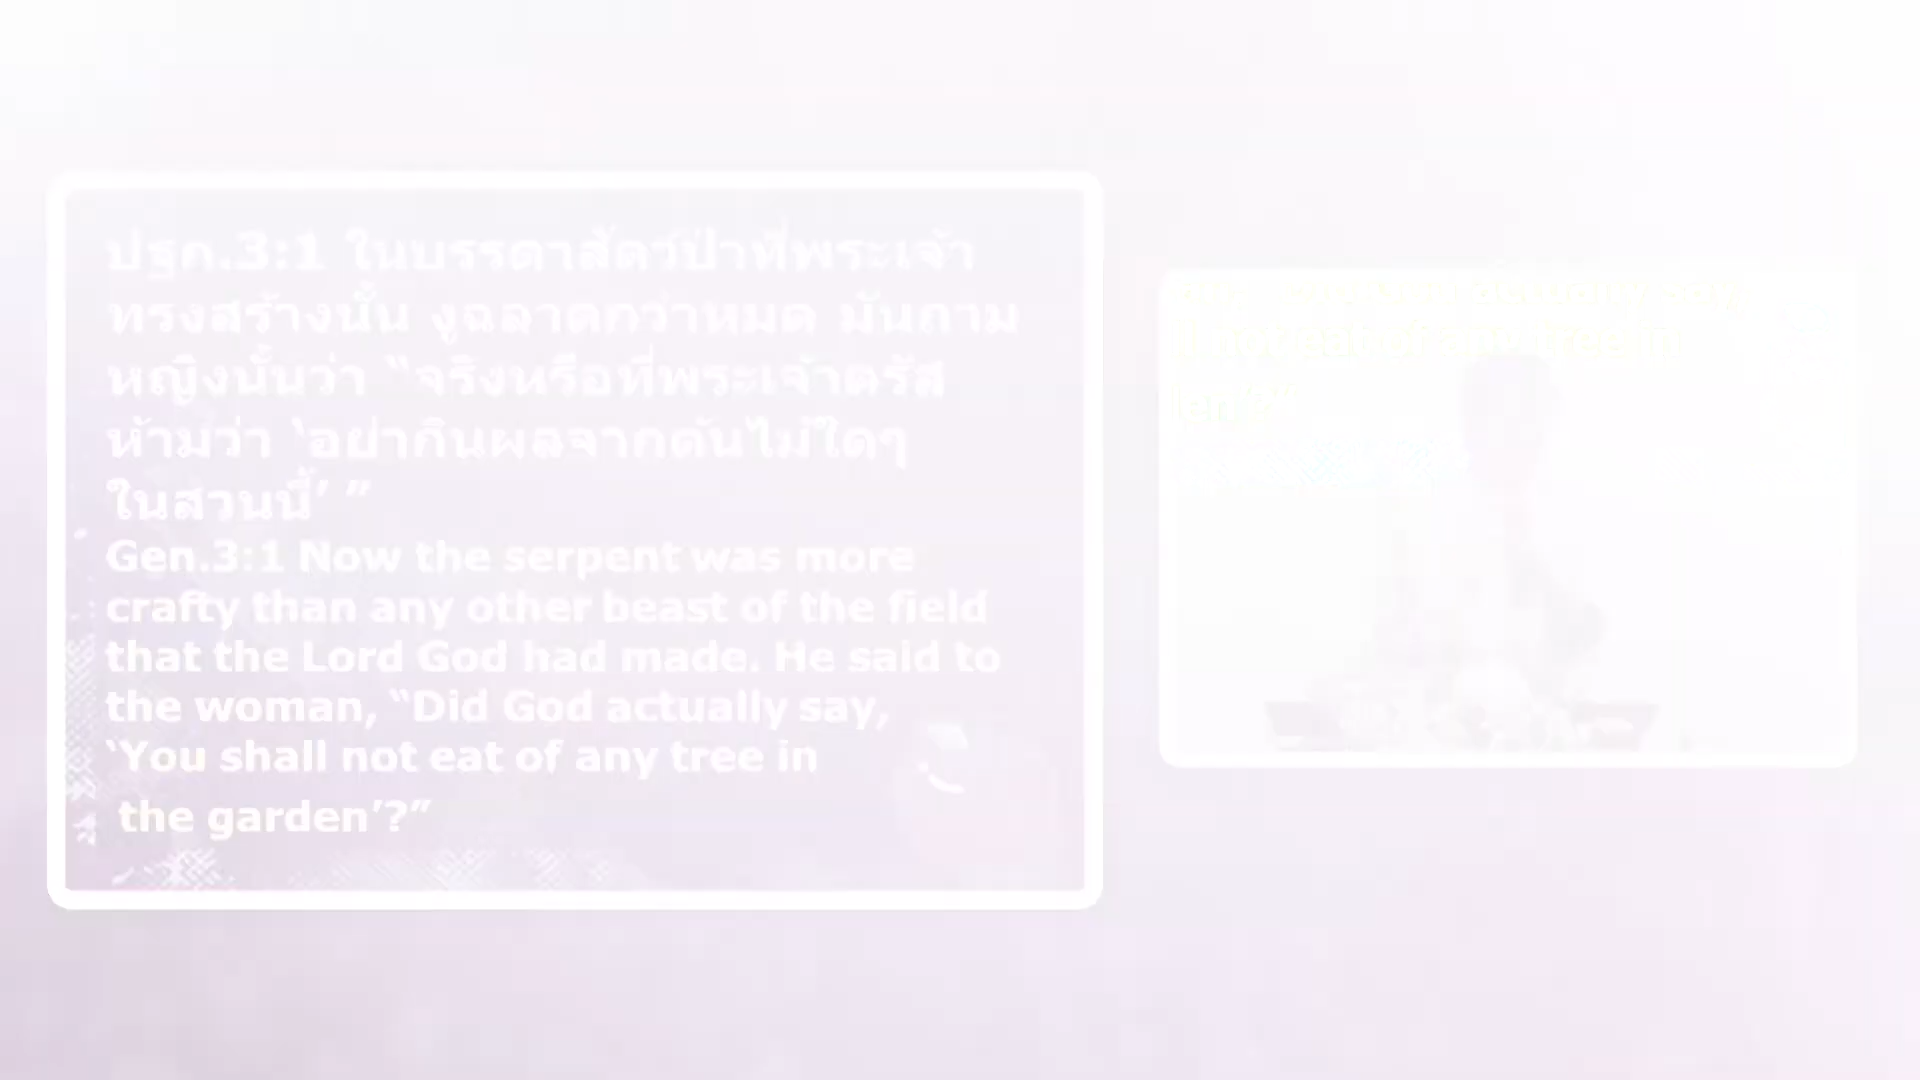 ปฐก.3:1 ในบรรดาสัตว์ป่าที่พระเจ้า
ทรงสร้างนั้น งูฉลาดกว่าหมด มันถาม
หญิงนั้นว่า “จริงหรือที่พระเจ้าตรัส
ห้ามว่า ‘อย่ากินผลจากต้นไม้ใดๆ
ในสวนนี้’ ”
Gen.3:1 Now the serpent was more
crafty than any other beast of the field
that the Lord God had made. He said to
the woman, “Did God actually say,
‘You shall not eat of any tree in
the garden’?”
not eat of any tree in